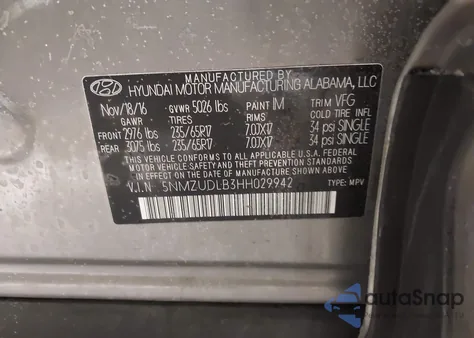 MANUFACTURED BY
HYUNDAI MOTOR MANUFACTURING ALABAMA, LLC
Nov/18/16 GVWR 5026 lbs PAINT IM TRIM VFG
GAWR TIRES RIMS COLD TIRE INFL
FRONT 2976 lbs 235/65R17 7.0JX17 34 psi SINGLE
REAR 3075 lbs 235/65R17 7.0JX17 34 psi SINGLE
THIS VEHICLE CONFORMS TO ALL APPLICABLE U.S. FEDERAL
MOTOR VEHICLE SAFETY AND THEFT PREVENTION STANDARDS
IN EFFECT ON THE DATE OF MANUFACTURE SHOWN ABOVE.
V.I.N 5NMZUDLB3HH029942 TYPE: MPV
autoSnap